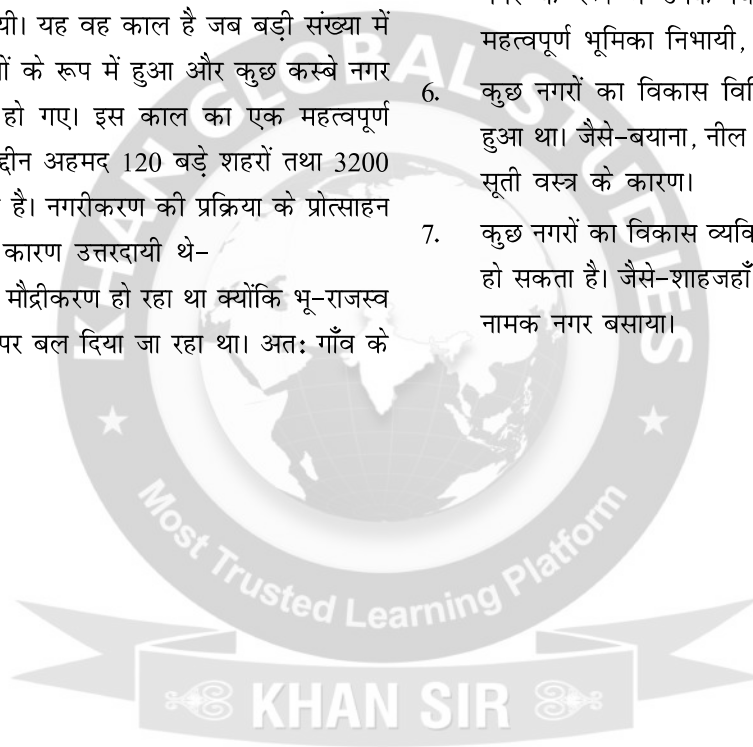 यी। यह वह काल है जब बड़ी संख्या में
ों के रूप में हुआ और कुछ कस्बे नगर
हो गए। इस काल का एक महत्वपूर्ण
द्दीन अहमद 120 बड़े शहरों तथा 3200
है। नगरीकरण की प्रक्रिया के प्रोत्साहन
कारण उत्तरदायी थे–
मौद्रीकरण हो रहा था क्योंकि भू–राजस्व
पर बल दिया जा रहा था। अतः गाँव के
महत्वपूर्ण भूमिका निभायी,
6. कुछ नगरों का विकास
हुआ था। जैसे–बयाना, नील
सूती वस्त्र के कारण।
7. कुछ नगरों का विकास
हो सकता है। जैसे–शाहजहाँ
नामक नगर बसाया।
KHAN GLOBAL STUDIES
Most Trusted Learning Platform
KHAN SIR